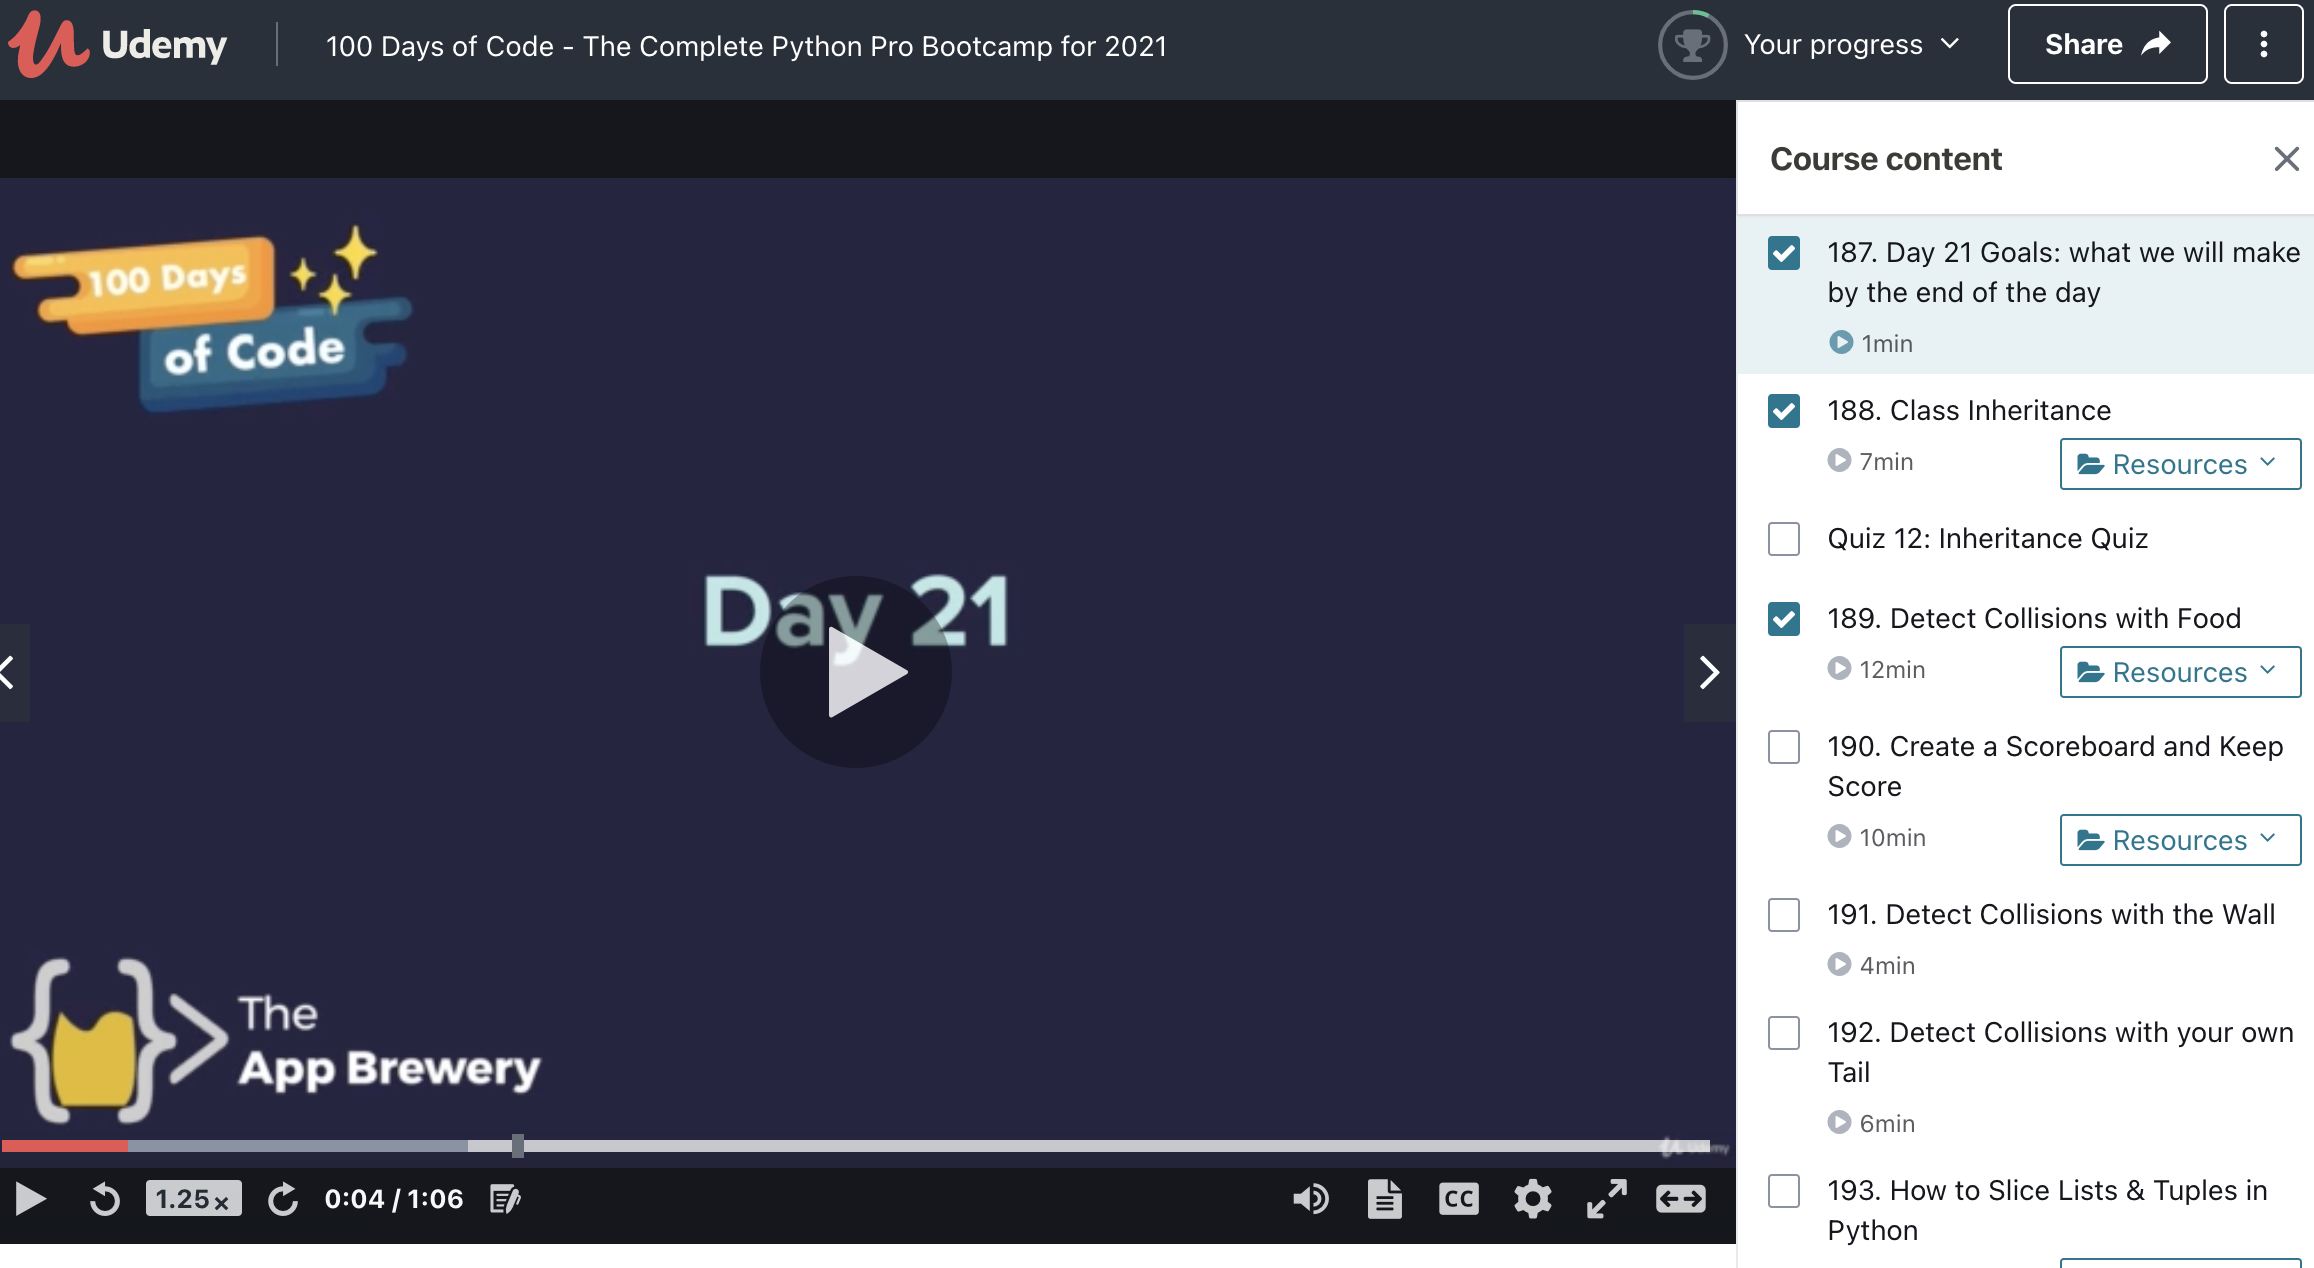 Udemy
100 Days of Code - The Complete Python Pro Bootcamp for 2021
Your progress
Share
100 Days
of Code
Day 21
The
App Brewery
1.25x
0:04 / 1:06
CC
Udemy
Course content
187. Day 21 Goals: what we will make
by the end of the day
1min
188. Class Inheritance
7min
Resources
Quiz 12: Inheritance Quiz
189. Detect Collisions with Food
12min
Resources
190. Create a Scoreboard and Keep
Score
10min
Resources
191. Detect Collisions with the Wall
4min
192. Detect Collisions with your own
Tail
6min
193. How to Slice Lists & Tuples in
Python